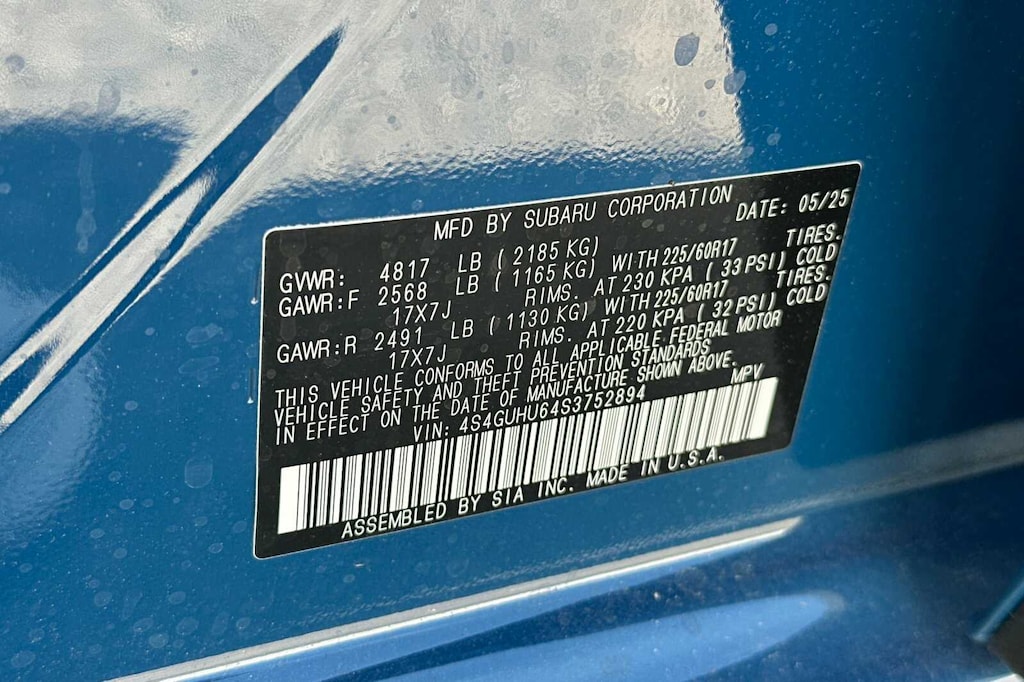 MFD BY SUBARU CORPORATION DATE: 05/25
GVWR: 4817 LB (2185 KG)
GAWR:F 2568 LB (1165 KG) WITH 225/60R17 TIRES.
17X7J RIMS. AT 230 KPA (33 PSI) COLD
GAWR:R 2491 LB (1130 KG) WITH 225/60R17 TIRES.
17X7J RIMS. AT 220 KPA (32 PSI) COLD
THIS VEHICLE CONFORMS TO ALL APPLICABLE FEDERAL MOTOR
VEHICLE SAFETY AND THEFT PREVENTION STANDARDS
IN EFFECT ON THE DATE OF MANUFACTURE SHOWN ABOVE.
VIN: 4S4GUHU64S3752894 MPV
ASSEMBLED BY SIA INC. MADE IN U.S.A.